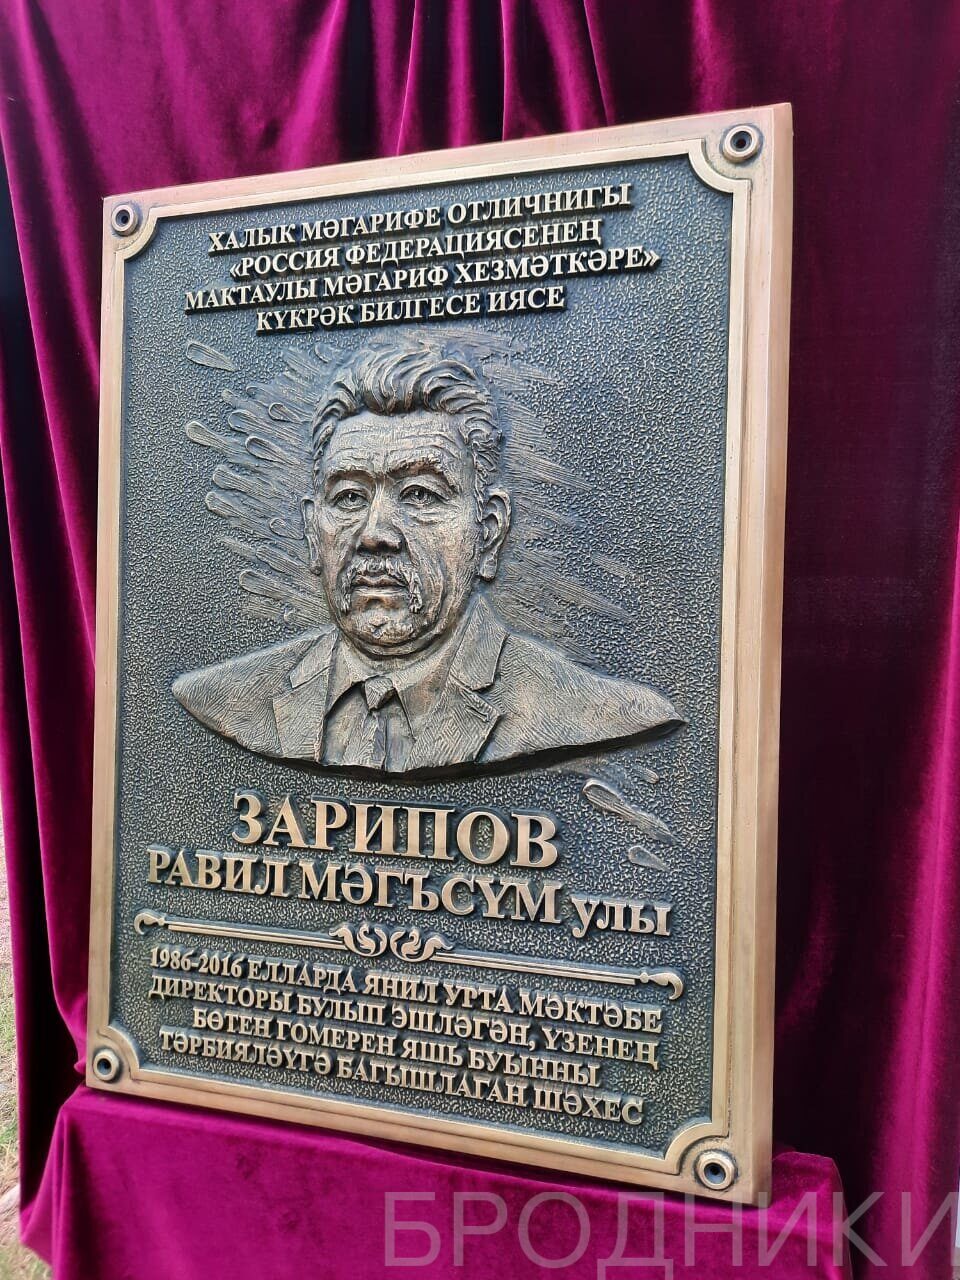 ХАЛЫК МӘГАРИФЕ ОТЛИЧНИГЫ
«РОССИЯ ФЕДЕРАЦИЯСЕНЕҢ
МАКТАУЛЫ МӘГАРИФ ХЕЗМӘТКӘРЕ»
КҮКРӘК БИЛГЕСЕ ИЯСЕ
ЗАРИПОВ
РАВИЛ МӘГЪСҮМ улы
1986-2016 ЕЛЛАРДА ЯНИЛ УРТА МӘКТӘБЕ
ДИРЕКТОРЫ БУЛЫП ЭШЛӘГӘН, ҮЗЕНЕҢ
БӨТЕН ГОМЕРЕН ЯШЬ БУЫННЫ
ТӘРБИЯЛӘҮГӘ БАГЫШЛАГАН ШӘХЕС
БРОДНИКИ